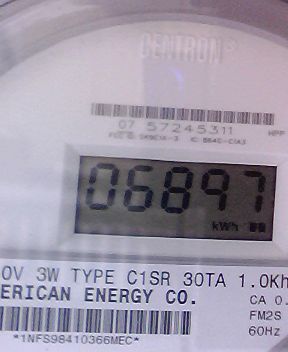 CENTRON®
07 57245311
HPP
06897
kWh
0V 3W TYPE C1SR 30TA 1.0Kh
ERICAN ENERGY CO.
CA 0.
FM2S
60Hz
*1NFS98410366MEC*